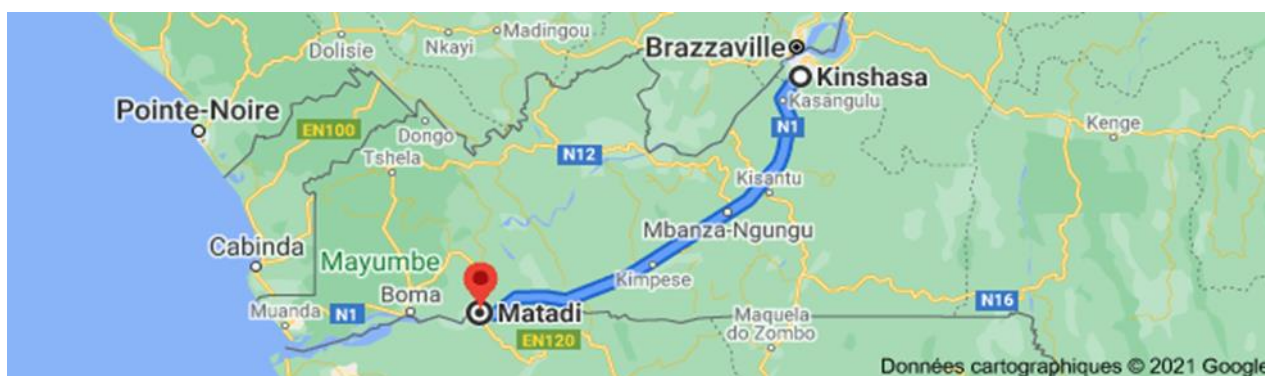 Madingou
Dolisie
Nkayi
Brazzaville
Kinshasa
Kasangulu
Pointe-Noire
EN100
Dongo
N1
Kenge
Tshela
N12
Kisantu
Mbanza-Ngungu
Cabinda
Mayumbe
Kimpese
Boma
Muanda
N1
Matadi
N16
Maquela
do Zombo
EN120
Données cartographiques © 2021 Google